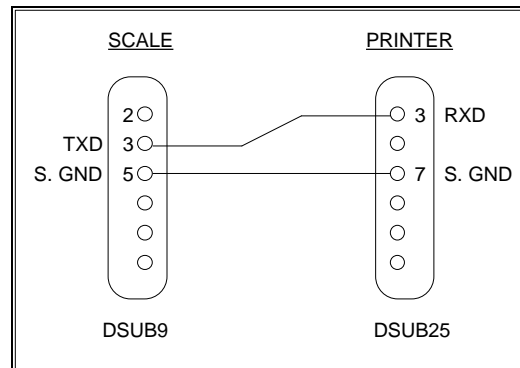 SCALE PRINTER
2 3 RXD
TXD 3
S. GND 5 7 S. GND
DSUB9 DSUB25